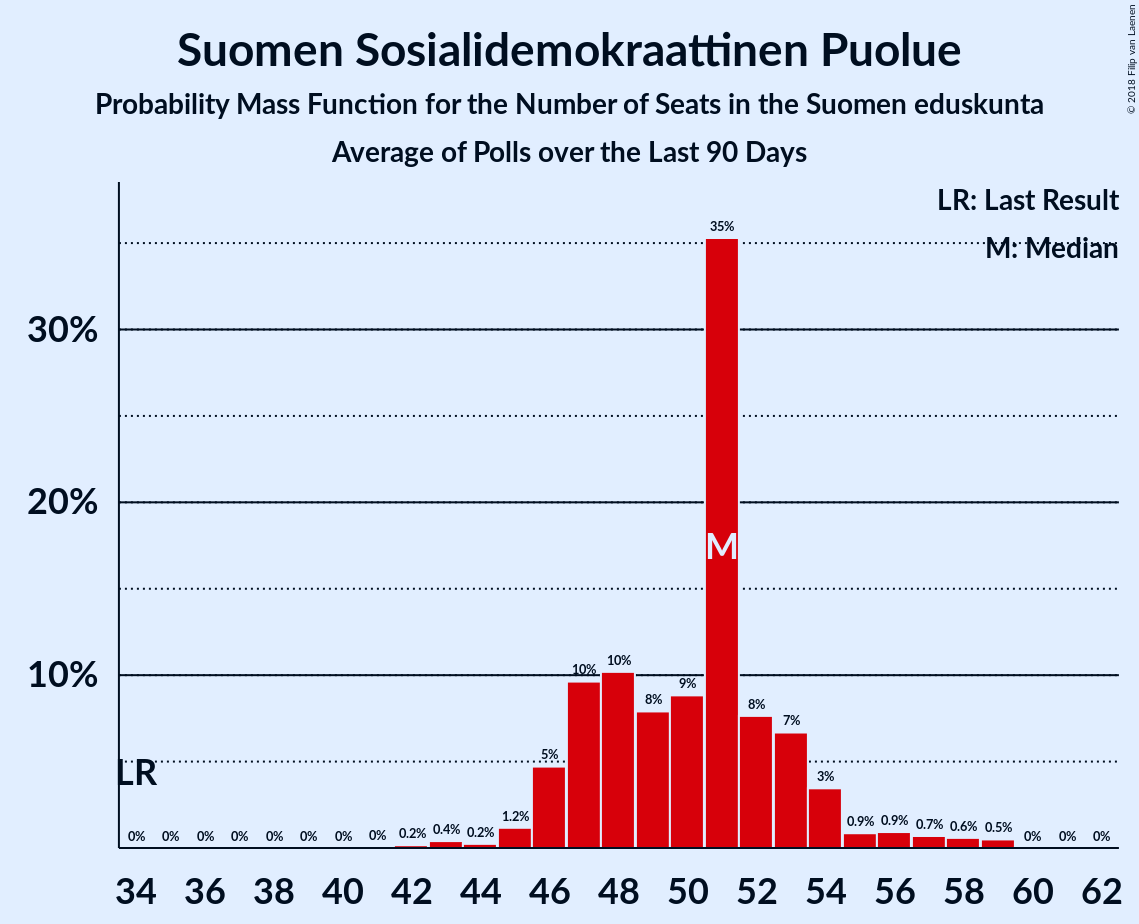 Suomen Sosialidemokraattinen Puolue
Probability Mass Function for the Number of Seats in the Suomen eduskunta
Average of Polls over the Last 90 Days
© 2018 Filip van Laenen
LR: Last Result
M: Median
30%
20%
10%
LR
M
0% 0% 0% 0% 0% 0% 0% 0% 0.2% 0.4% 0.2% 1.2% 5% 10% 10% 8% 9% 35% 8% 7% 3% 0.9% 0.9% 0.7% 0.6% 0.5% 0% 0% 0%
34 36 38 40 42 44 46 48 50 52 54 56 58 60 62